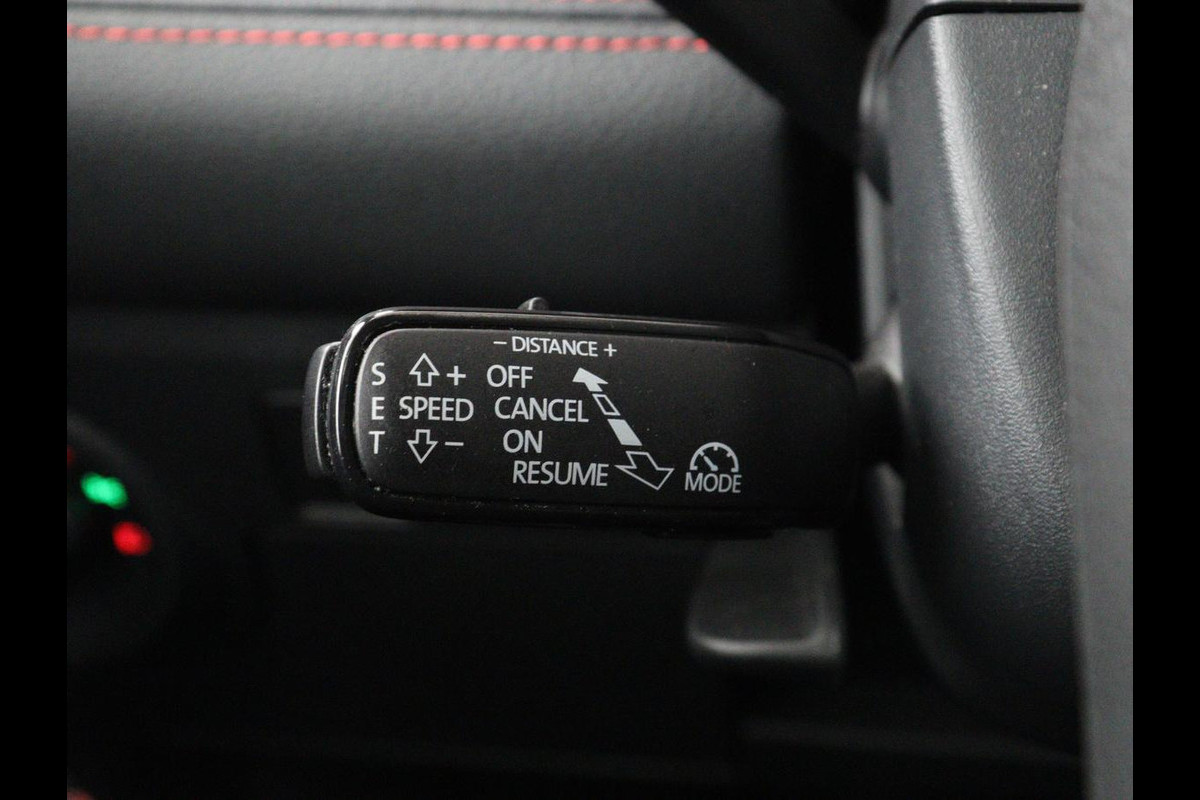 − DISTANCE +
S + OFF
E SPEED CANCEL
T − ON
RESUME MODE